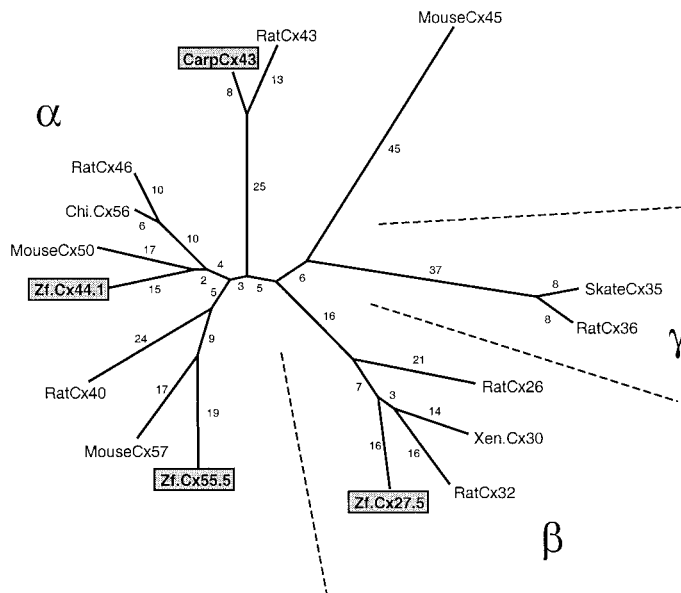 MouseCx45
RatCx43
CarpCx43
8
13
α
45
RatCx46
10
25
Chi.Cx56
6
10
MouseCx50
17
4
37
Zf.Cx44.1
15
2
3
5
6
8
SkateCx35
8
RatCx36
γ
5
16
24
9
RatCx40
21
RatCx26
7
3
17
19
14
Xen.Cx30
MouseCx57
16
16
Zf.Cx55.5
Zf.Cx27.5
RatCx32
β